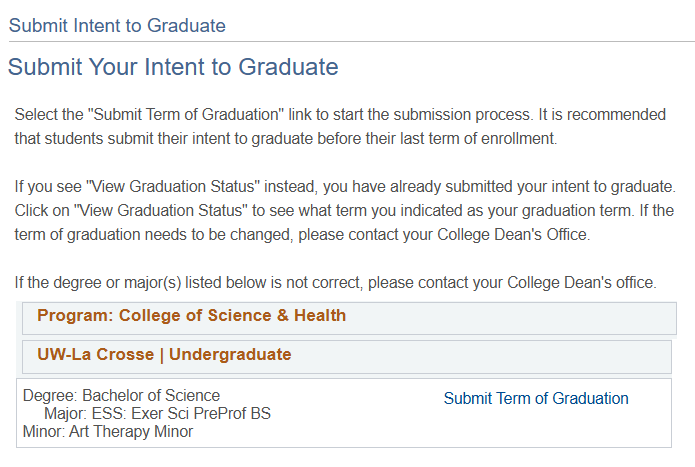 Submit Intent to Graduate
Submit Your Intent to Graduate
Select the "Submit Term of Graduation" link to start the submission process. It is recommended
that students submit their intent to graduate before their last term of enrollment.
If you see "View Graduation Status" instead, you have already submitted your intent to graduate.
Click on "View Graduation Status" to see what term you indicated as your graduation term. If the
term of graduation needs to be changed, please contact your College Dean's Office.
If the degree or major(s) listed below is not correct, please contact your College Dean's office.
Program: College of Science & Health
UW-La Crosse | Undergraduate
Degree: Bachelor of Science
Submit Term of Graduation
Major: ESS: Exer Sci PreProf BS
Minor: Art Therapy Minor